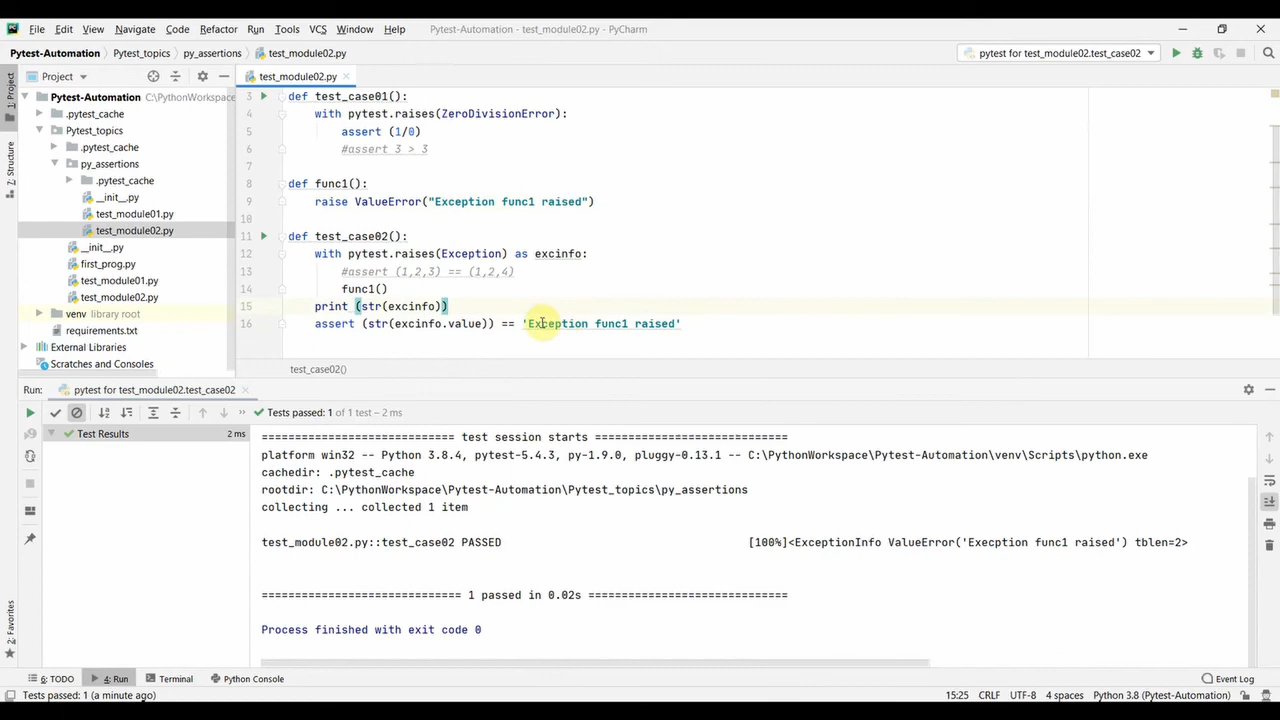 File Edit View Navigate Code Refactor Run Tools VCS Window Help Pytest-Automation - test_module02.py - PyCharm
Pytest-Automation Pytest_topics py_assertions test_module02.py pytest for test_module02.test_case02
1: Project
7: Structure
2: Favorites
Project
Pytest-Automation C:\PythonWorkspace
.pytest_cache
Pytest_topics
.pytest_cache
py_assertions
.pytest_cache
__init__.py
test_module01.py
test_module02.py
__init__.py
first_prog.py
test_module01.py
test_module02.py
venv library root
requirements.txt
External Libraries
Scratches and Consoles
test_module02.py
3 def test_case01():
4 with pytest.raises(ZeroDivisionError):
5 assert (1/0)
6 #assert 3 > 3
7
8 def func1():
9 raise ValueError("Exception func1 raised")
10
11 def test_case02():
12 with pytest.raises(Exception) as excinfo:
13 #assert (1,2,3) == (1,2,4)
14 func1()
15 print (str(excinfo))
16 assert (str(excinfo.value)) == 'Exception func1 raised'
test_case02()
Run: pytest for test_module02.test_case02
» Tests passed: 1 of 1 test – 2 ms
Test Results 2 ms
============================= test session starts =============================
platform win32 -- Python 3.8.4, pytest-5.4.3, py-1.9.0, pluggy-0.13.1 -- C:\PythonWorkspace\Pytest-Automation\venv\Scripts\python.exe
cachedir: .pytest_cache
rootdir: C:\PythonWorkspace\Pytest-Automation\Pytest_topics\py_assertions
collecting ... collected 1 item
test_module02.py::test_case02 PASSED [100%]<ExceptionInfo ValueError('Execption func1 raised') tblen=2>
============================== 1 passed in 0.02s ==============================
Process finished with exit code 0
6: TODO 4: Run Terminal Python Console Event Log
Tests passed: 1 (a minute ago) 15:25 CRLF UTF-8 4 spaces Python 3.8 (Pytest-Automation)